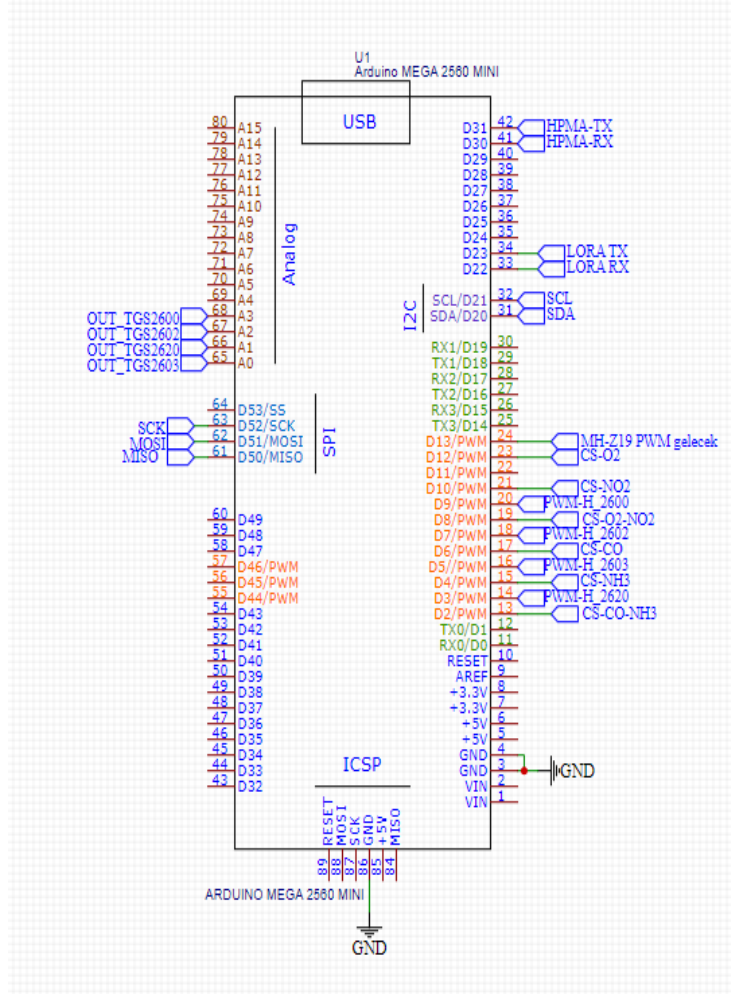 U1
Arduino MEGA 2560 MINI
USB
80 A15
79 A14
78 A13
77 A12
76 A11
75 A10
74 A9
73 A8
72 A7
71 A6
70 A5
69 A4
OUT_TGS2600 68 A3
OUT_TGS2602 67 A2
OUT_TGS2620 66 A1
OUT_TGS2603 65 A0
Analog
64 D53/SS
SCK 63 D52/SCK
MOSI 62 D51/MOSI
MISO 61 D50/MISO
SPI
60 D49
59 D48
58 D47
57 D46/PWM
56 D45/PWM
55 D44/PWM
54 D43
53 D42
52 D41
51 D40
50 D39
49 D38
48 D37
47 D36
46 D35
45 D34
44 D33
43 D32
D31 42 HPMA-TX
D30 41 HPMA-RX
D29 40
D28 39
D27 38
D26 37
D25 36
D24 35
D23 34 LORA TX
D22 33 LORA RX
I2C
SCL/D21 32 SCL
SDA/D20 31 SDA
RX1/D19 30
TX1/D18 29
RX2/D17 28
TX2/D16 27
RX3/D15 26
TX3/D14 25
D13/PWM 24 MH-Z19 PWM gelecek
D12/PWM 23 CS-O2
D11/PWM 22
D10/PWM 21 CS-NO2
D9/PWM 20 PWM-H_2600
D8/PWM 19 CS-O2-NO2
D7/PWM 18 PWM-H_2602
D6/PWM 17 CS-CO
D5//PWM 16 PWM-H_2603
D4/PWM 15 CS-NH3
D3/PWM 14 PWM-H_2620
D2/PWM 13 CS-CO-NH3
TX0/D1 12
RX0/D0 11
RESET 10
AREF 9
+3.3V 8
+3.3V 7
+5V 6
+5V 5
GND 4
GND 3 GND
VIN 2
VIN 1
ICSP
RESET 89
MOSI 88
SCK 87
GND 86
+5V 85
MISO 84
ARDUINO MEGA 2560 MINI
GND